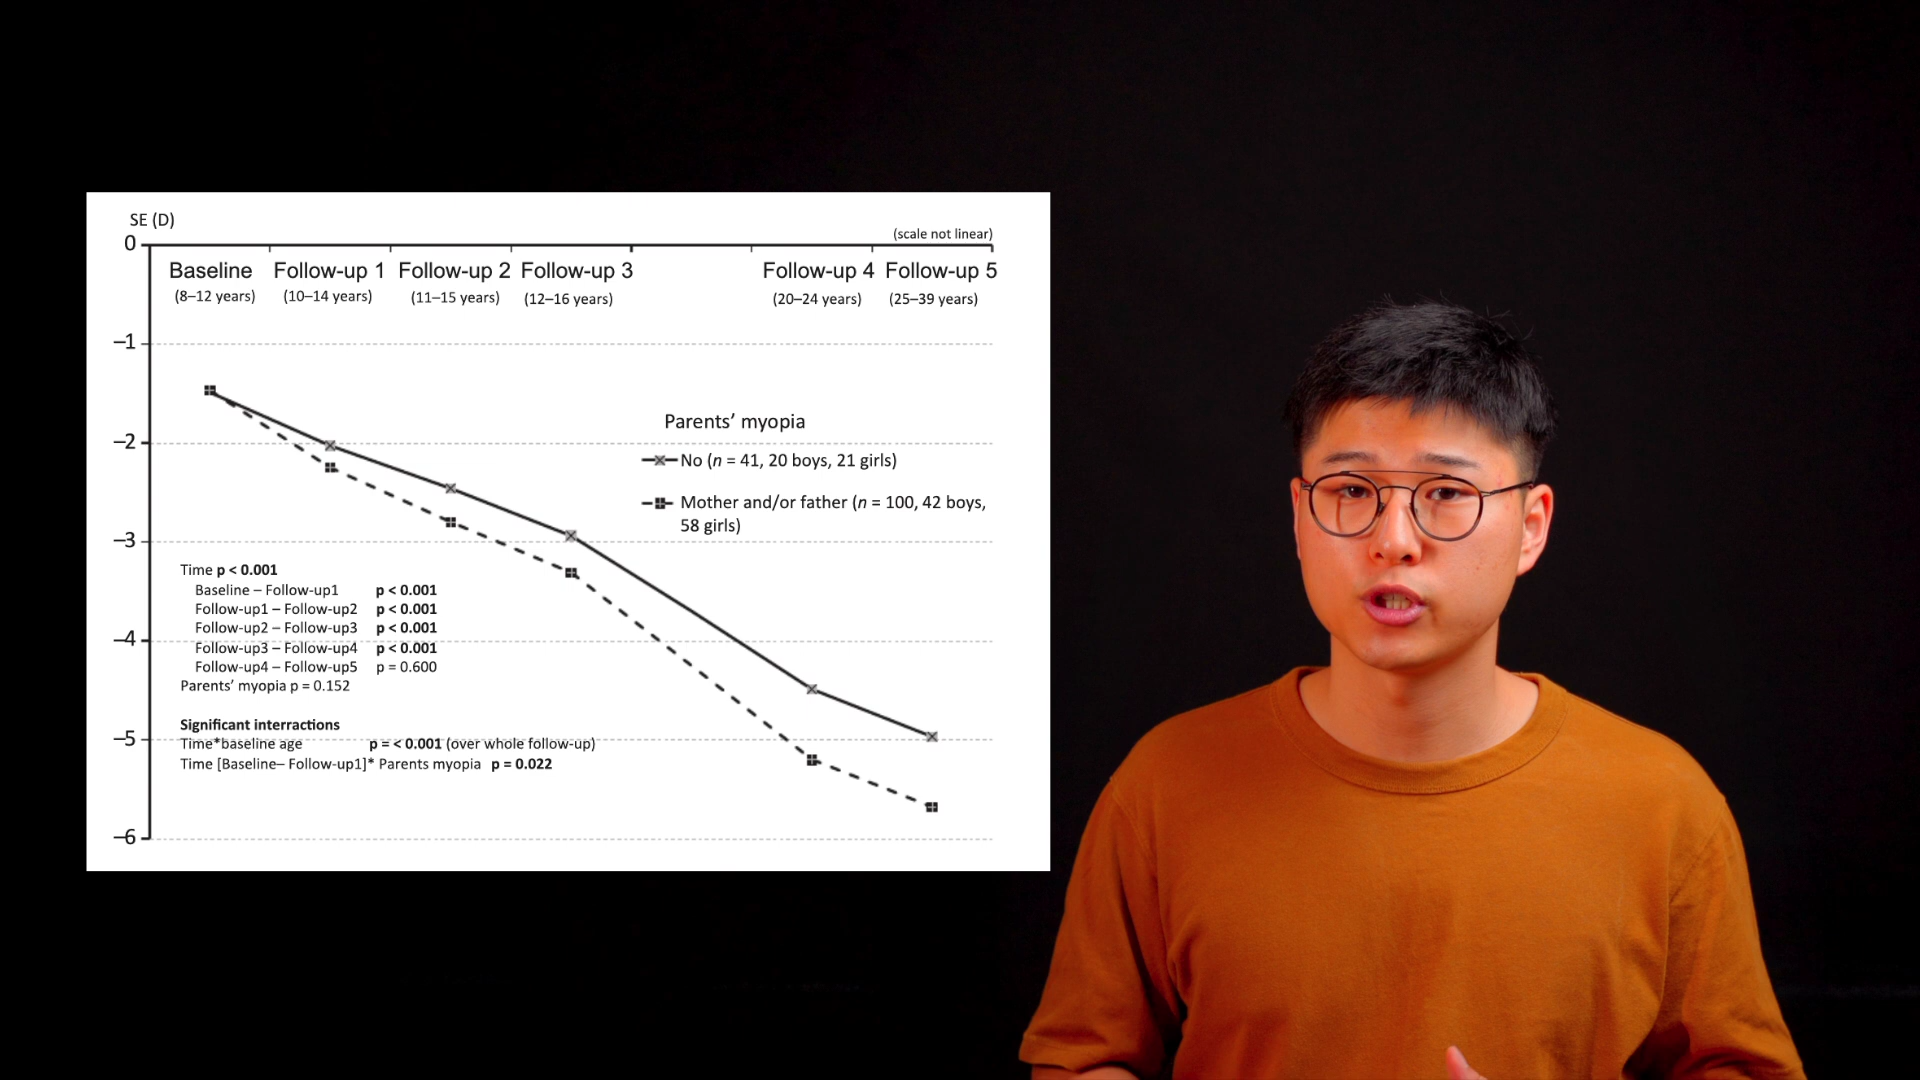 SE (D)
(scale not linear)
0
Baseline Follow-up 1 Follow-up 2 Follow-up 3 Follow-up 4 Follow-up 5
(8–12 years) (10–14 years) (11–15 years) (12–16 years) (20–24 years) (25–39 years)
–1
–2
–3
–4
–5
–6
Parents’ myopia
No (n = 41, 20 boys, 21 girls)
Mother and/or father (n = 100, 42 boys,
58 girls)
Time p < 0.001
Baseline – Follow-up1 p < 0.001
Follow-up1 – Follow-up2 p < 0.001
Follow-up2 – Follow-up3 p < 0.001
Follow-up3 – Follow-up4 p < 0.001
Follow-up4 – Follow-up5 p = 0.600
Parents’ myopia p = 0.152
Significant interractions
Time*baseline age p = < 0.001 (over whole follow-up)
Time [Baseline– Follow-up1]* Parents myopia p = 0.022